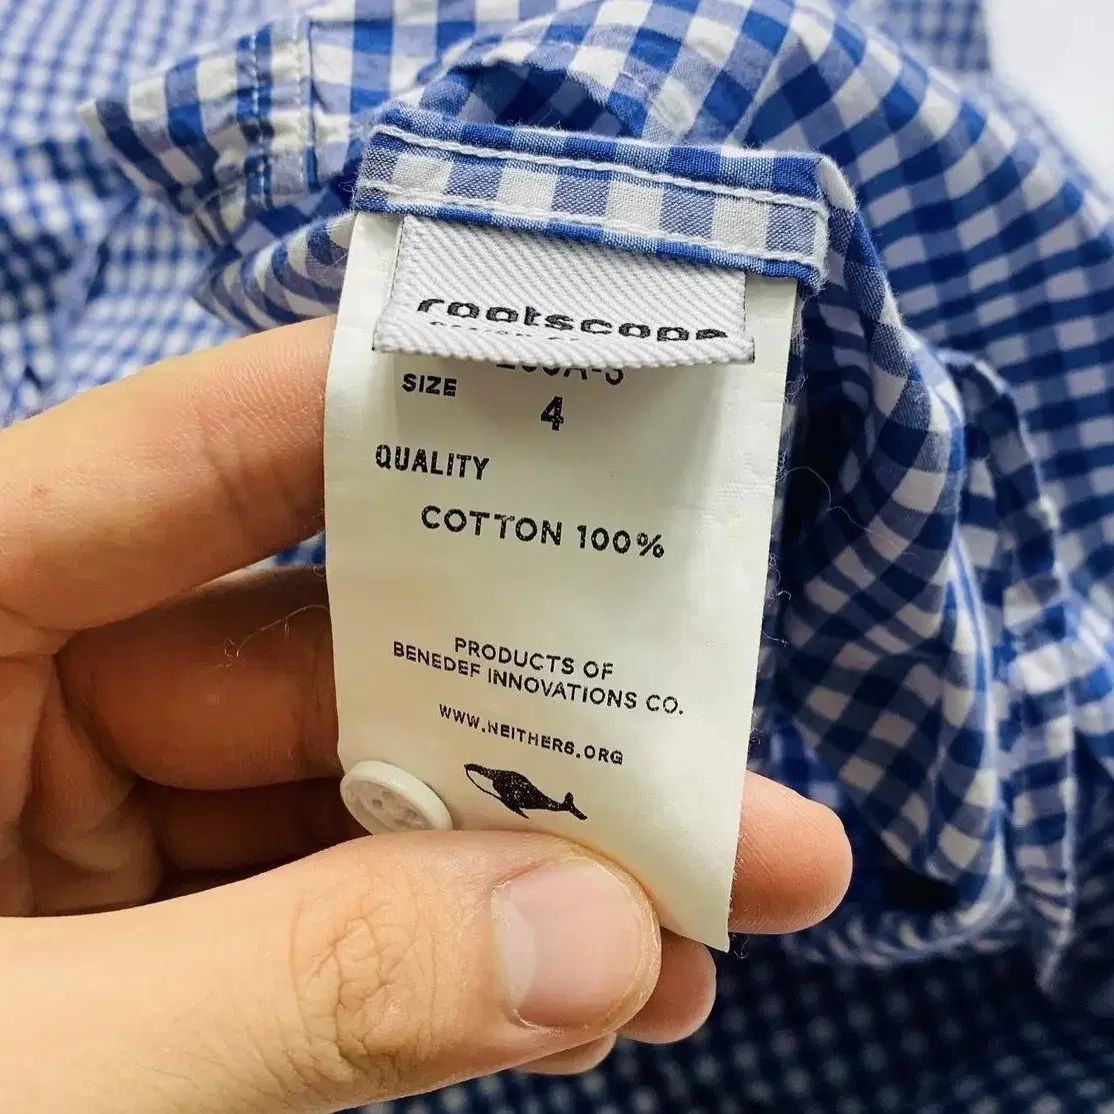 rootscope
SIZE
4
QUALITY
COTTON 100%
PRODUCTS OF
BENEDEF INNOVATIONS CO.
WWW.NEITHERS.ORG